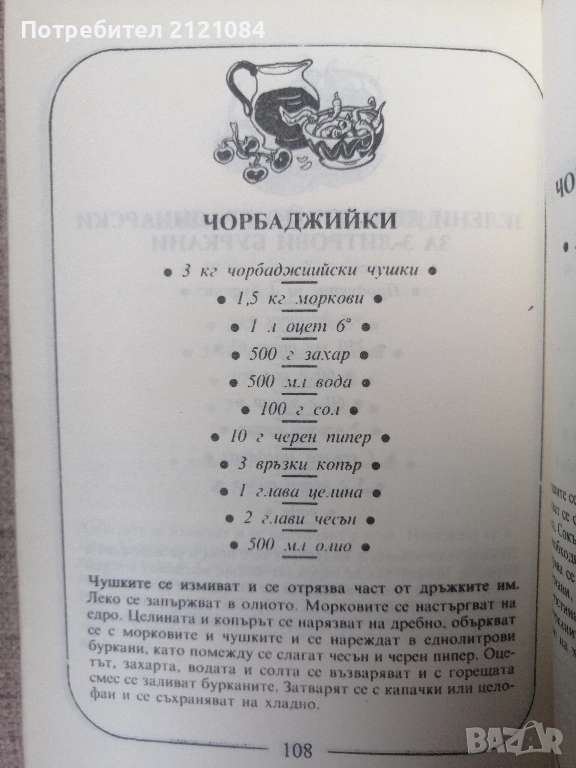 Потребител 2121084
ЧОРБАДЖИЙКИ
• 3 кг чорбаджиийски чушки •
• 1,5 кг моркови •
• 1 л оцет 6° •
• 500 г захар •
• 500 мл вода •
• 100 г сол •
• 10 г черен пипер •
• 3 връзки копър •
• 1 глава целина •
• 2 глави чесън •
• 500 мл олио •
Чушките се измиват и се отрязва част от дръжките им.
Леко се запържват в олиото. Морковите се настъргват на
едро. Целината и копърът се нарязват на дребно, объркват
се с морковите и чушките и се нареждат в еднолитрови
буркани, като помежду се слагат чесън и черен пипер. Оце-
тът, захарта, водата и солта се възваряват и с горещата
смес се заливат бурканите. Затварят се с капачки или цело-
фан и се съхраняват на хладно.
108
BAZAR